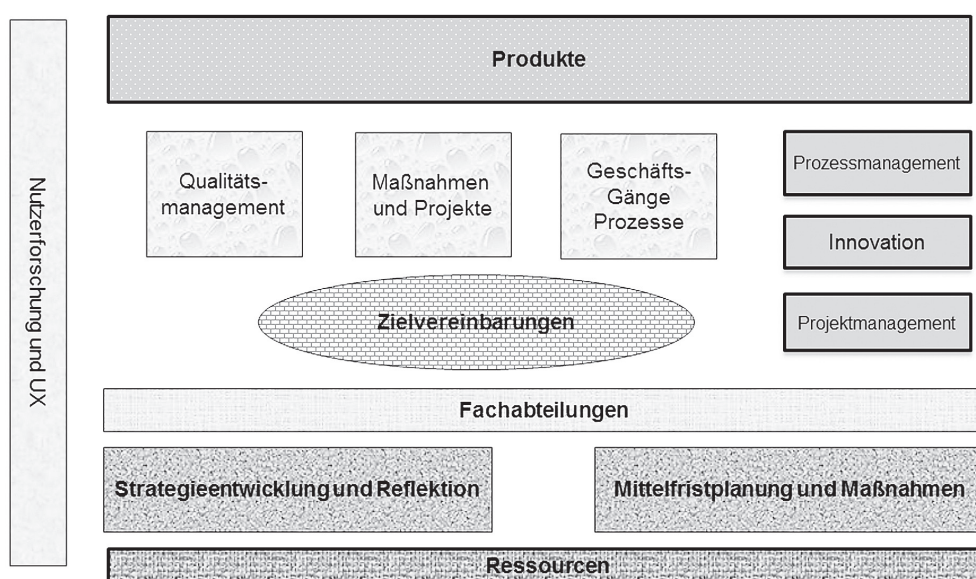 Nutzerforschung und UX
Produkte
Qualitäts-
management
Maßnahmen
und Projekte
Geschäfts-
Gänge
Prozesse
Prozessmanagement
Innovation
Projektmanagement
Zielvereinbarungen
Fachabteilungen
Strategieentwicklung und Reflektion
Mittelfristplanung und Maßnahmen
Ressourcen